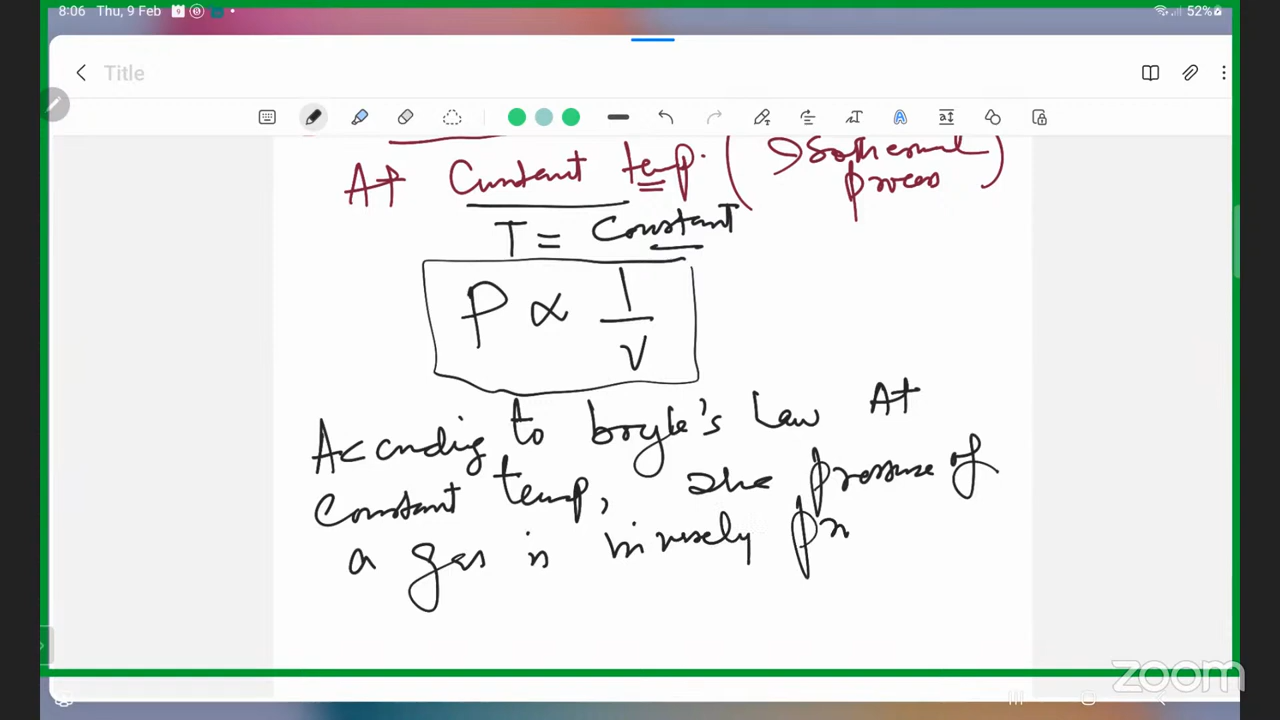 8:06 Thu, 9 Feb
52%
Title
At Constant temp. ( Isothermal process )
T = Constant
P ∝ 1/V
According to boyle's Law At
Constant temp, the pressure of
a gas is inversely pr
zoom